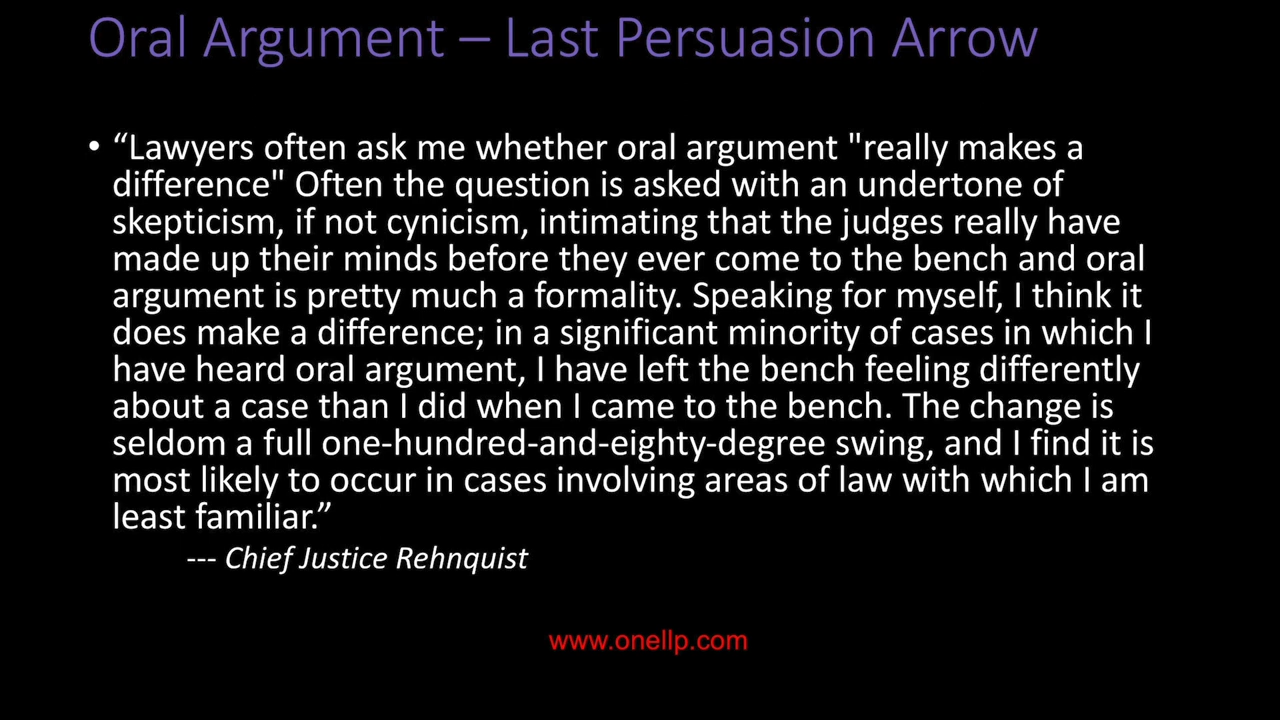 Oral Argument – Last Persuasion Arrow
• “Lawyers often ask me whether oral argument "really makes a
difference" Often the question is asked with an undertone of
skepticism, if not cynicism, intimating that the judges really have
made up their minds before they ever come to the bench and oral
argument is pretty much a formality. Speaking for myself, I think it
does make a difference; in a significant minority of cases in which I
have heard oral argument, I have left the bench feeling differently
about a case than I did when I came to the bench. The change is
seldom a full one-hundred-and-eighty-degree swing, and I find it is
most likely to occur in cases involving areas of law with which I am
least familiar.”
--- Chief Justice Rehnquist
www.onellp.com